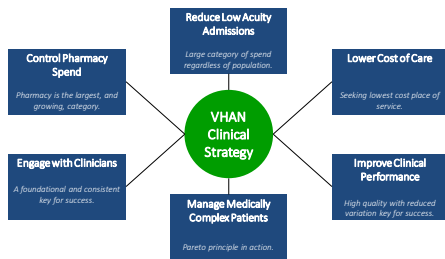 Reduce Low Acuity
Admissions
Large category of spend
regardless of population.
Control Pharmacy
Spend
Pharmacy is the largest, and
growing, category.
Lower Cost of Care
Seeking lowest cost place of
service.
VHAN
Clinical
Strategy
Engage with Clinicians
A foundational and consistent
key for success.
Improve Clinical
Performance
High quality with reduced
variation key for success.
Manage Medically
Complex Patients
Pareto principle in action.